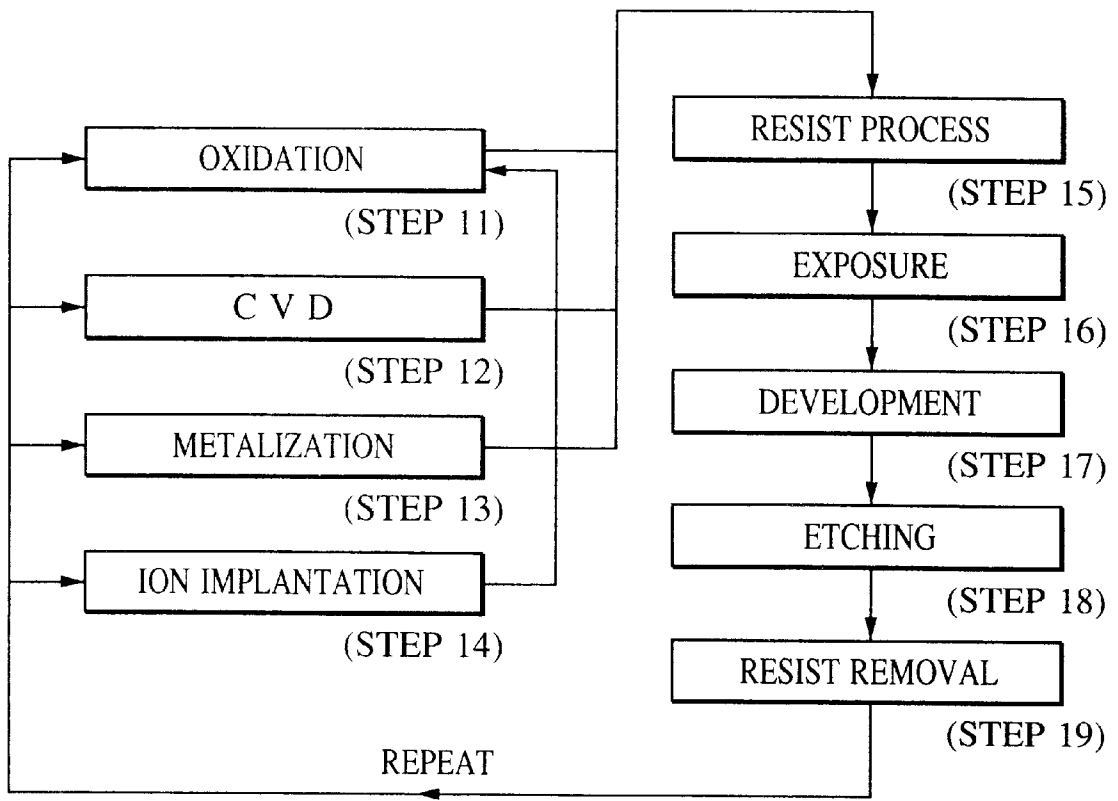 OXIDATION
(STEP 11)
C V D
(STEP 12)
METALIZATION
(STEP 13)
ION IMPLANTATION
(STEP 14)
RESIST PROCESS
(STEP 15)
EXPOSURE
(STEP 16)
DEVELOPMENT
(STEP 17)
ETCHING
(STEP 18)
RESIST REMOVAL
(STEP 19)
REPEAT